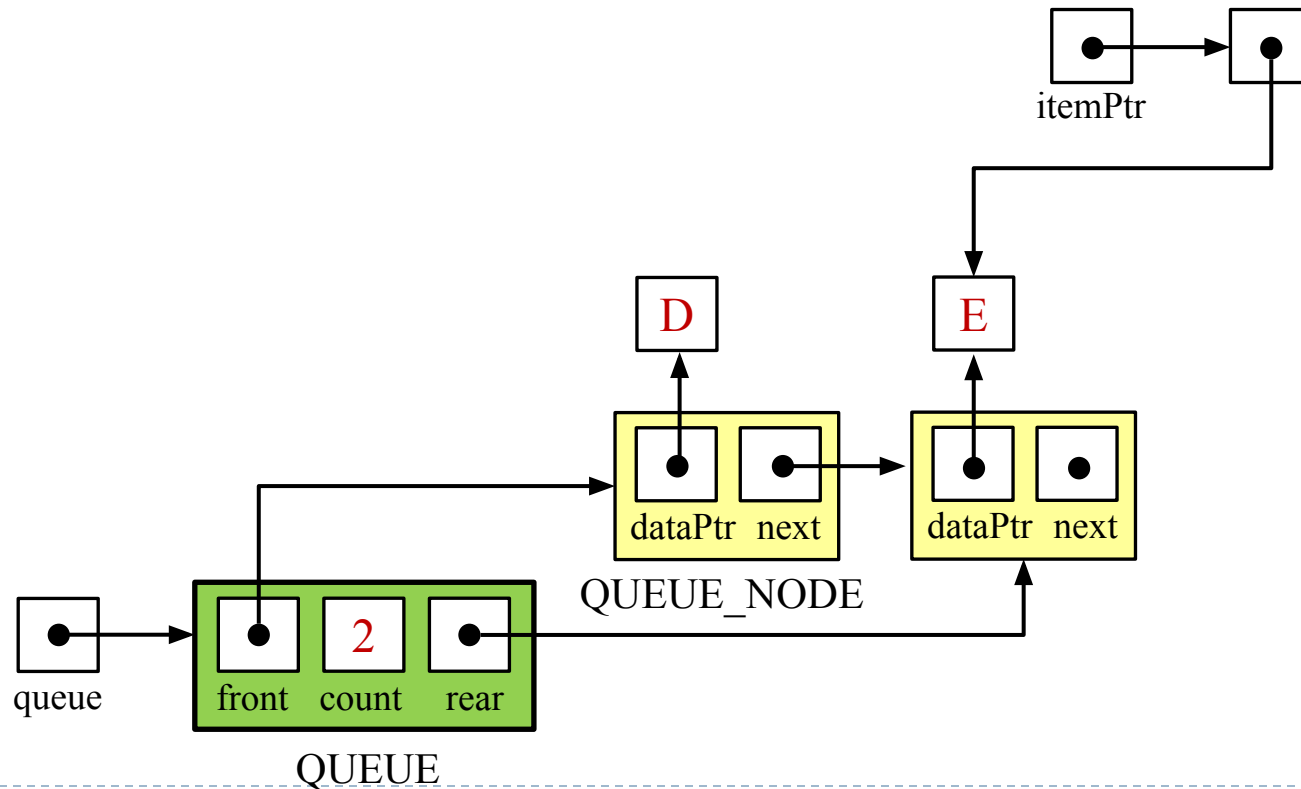 itemPtr
D
E
dataPtr next
dataPtr next
QUEUE_NODE
2
queue
front count rear
QUEUE